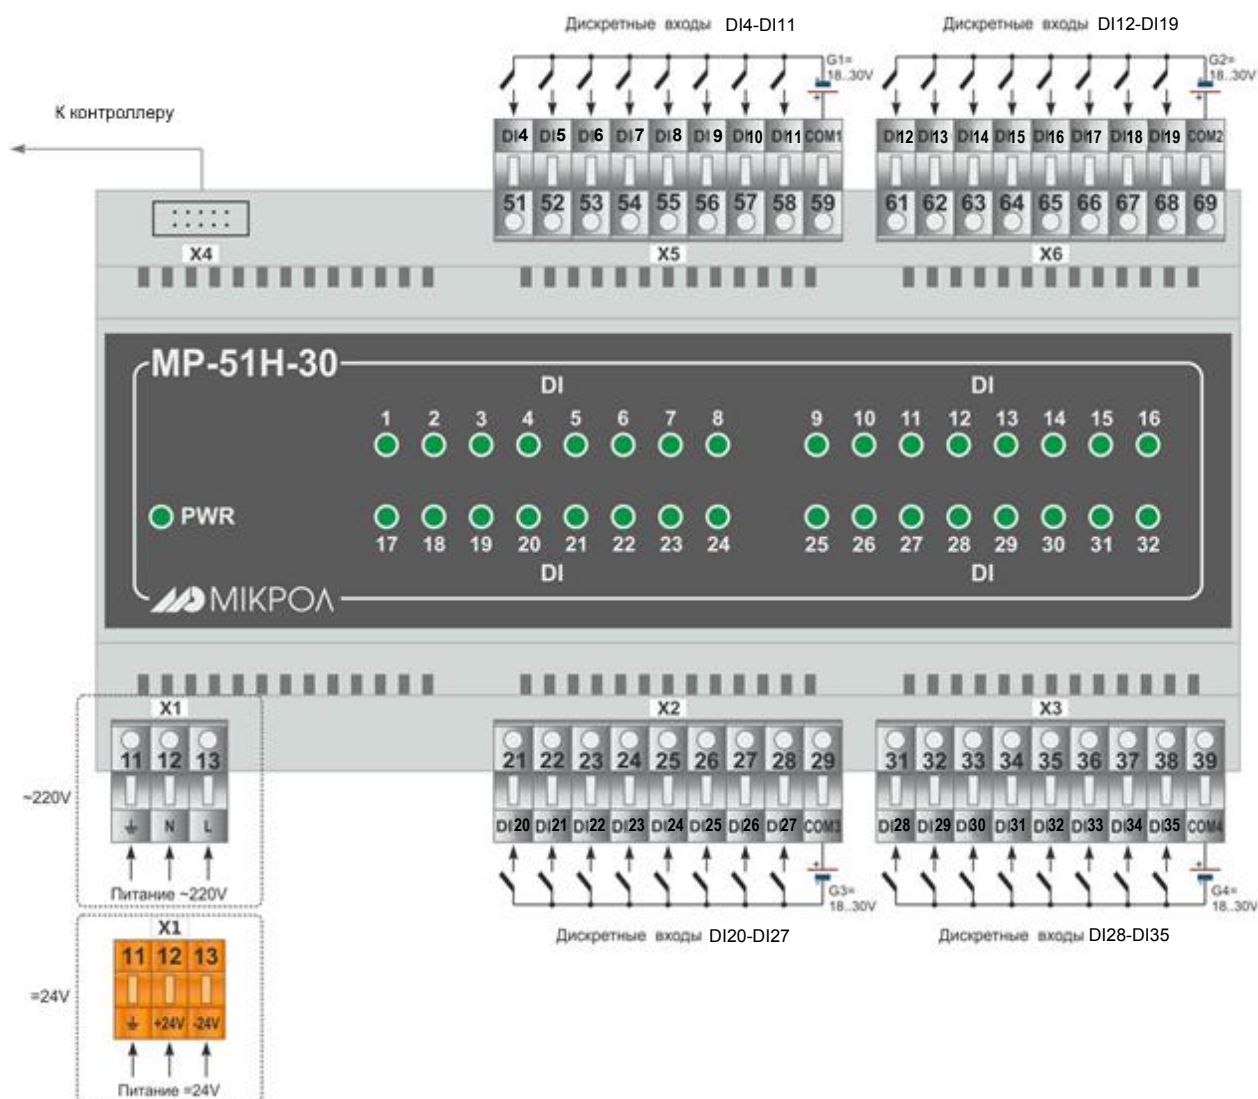 Дискретные входы DI4-DI11
Дискретные входы DI12-DI19
G1=
18..30V
+
G2=
18..30V
+
К контроллеру
DI4 DI5 DI6 DI7 DI8 DI9 DI10 DI11 COM1
DI12 DI13 DI14 DI15 DI16 DI17 DI18 DI19 COM2
51 52 53 54 55 56 57 58 59
61 62 63 64 65 66 67 68 69
X4
X5
X6
MP-51H-30
DI
DI
1 2 3 4 5 6 7 8
9 10 11 12 13 14 15 16
PWR
17 18 19 20 21 22 23 24
25 26 27 28 29 30 31 32
DI
DI
МІКРОΛ
X1
X2
X3
11 12 13
21 22 23 24 25 26 27 28 29
31 32 33 34 35 36 37 38 39
~220V
N L
DI20 DI21 DI22 DI23 DI24 DI25 DI26 DI27 COM3
DI28 DI29 DI30 DI31 DI32 DI33 DI34 DI35 COM4
+
G3=
18..30V
+
G4=
18..30V
Питание ~220V
Дискретные входы DI20-DI27
Дискретные входы DI28-DI35
X1
11 12 13
=24V
+24V -24V
Питание =24V